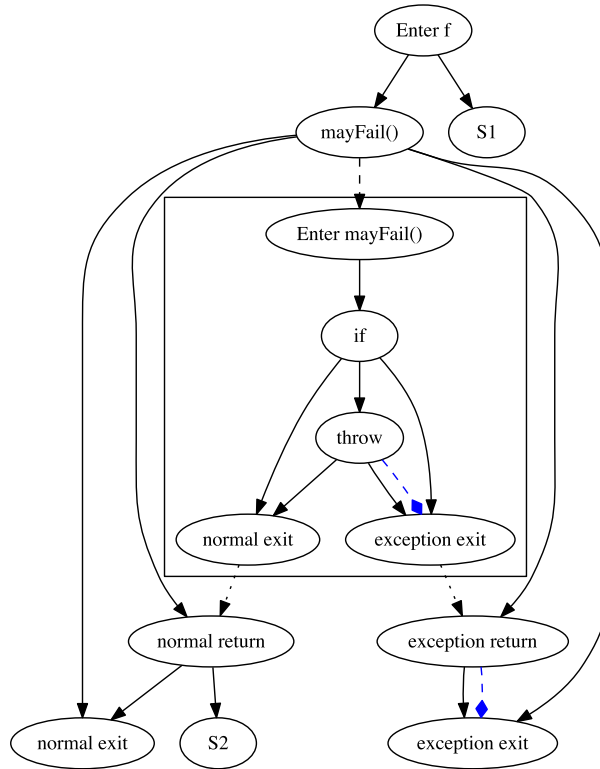 Enter f
mayFail()
S1
Enter mayFail()
if
throw
normal exit
exception exit
normal return
exception return
normal exit
S2
exception exit